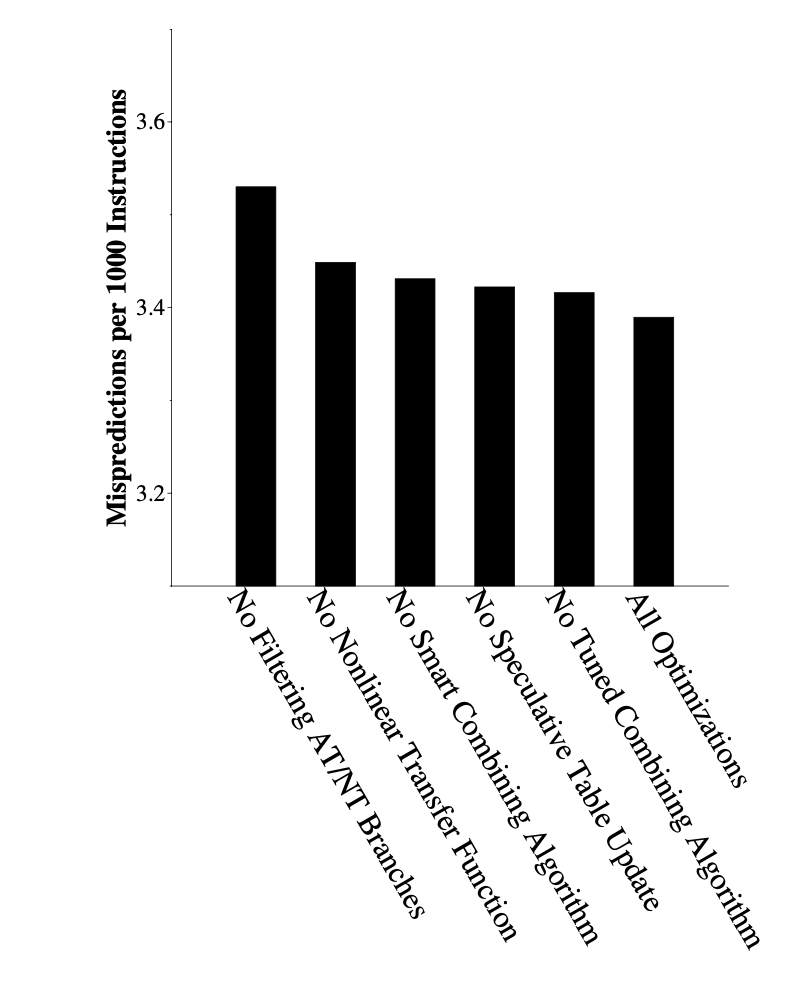 Mispredictions per 1000 Instructions
3.6
3.4
3.2
No Filtering AT/NT Branches
No Nonlinear Transfer Function
No Smart Combining Algorithm
No Speculative Table Update
No Tuned Combining Algorithm
All Optimizations